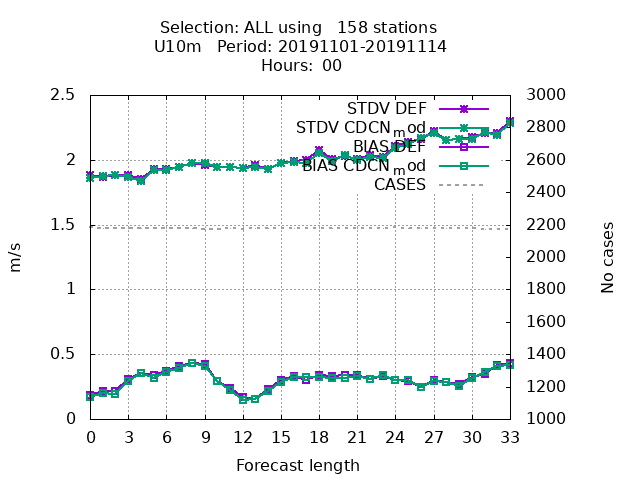 Selection: ALL using   158 stations
U10m   Period: 20191101-20191114
Hours: 00
2.5
2
1.5
1
0.5
0
m/s
3000
2800
2600
2400
2200
2000
1800
1600
1400
1200
1000
No cases
STDV DEF
STDV CDCN_mod
BIAS DEF
BIAS CDCN_mod
CASES
0 3 6 9 12 15 18 21 24 27 30 33
Forecast length